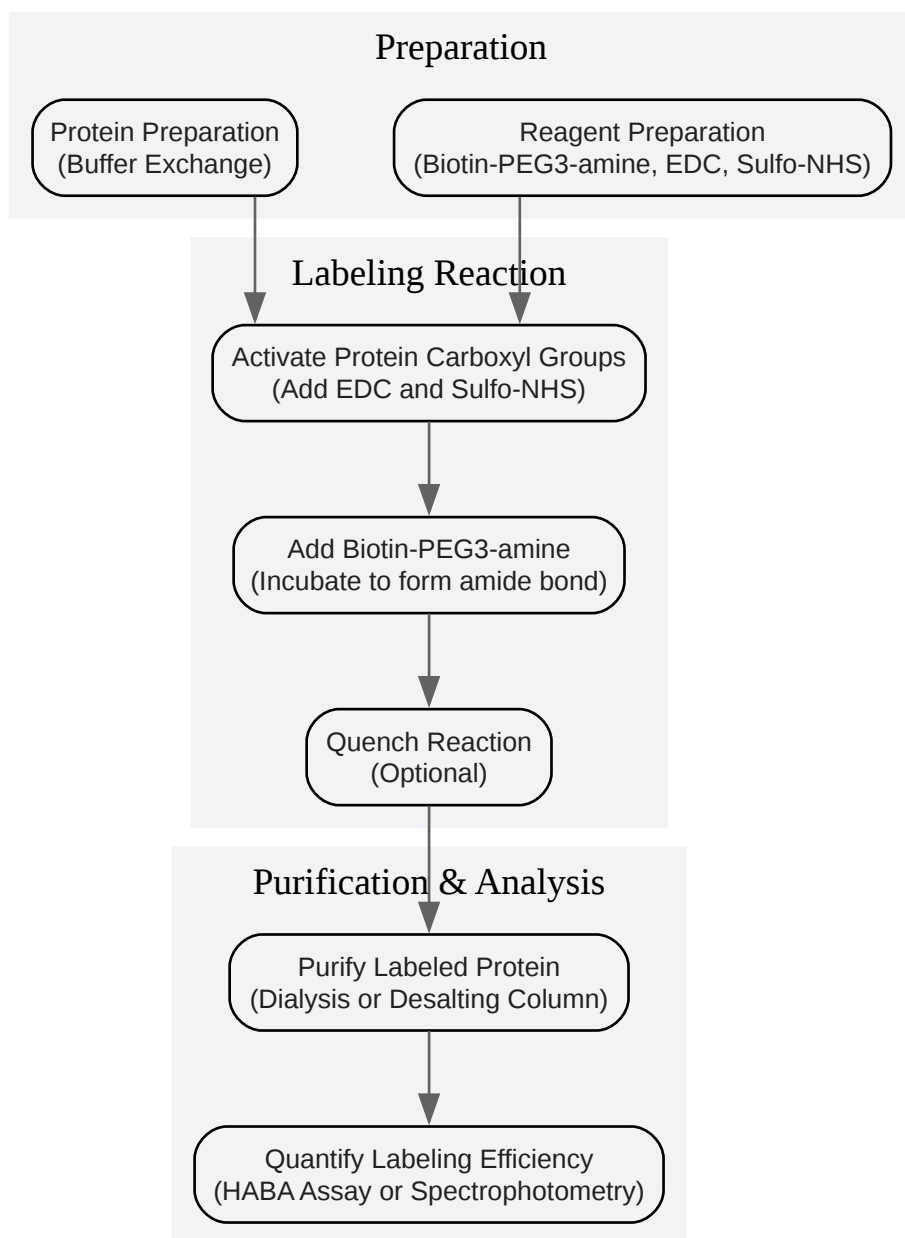 Preparation
Protein Preparation
(Buffer Exchange)
Reagent Preparation
(Biotin-PEG3-amine, EDC, Sulfo-NHS)
Labeling Reaction
Activate Protein Carboxyl Groups
(Add EDC and Sulfo-NHS)
Add Biotin-PEG3-amine
(Incubate to form amide bond)
Quench Reaction
(Optional)
Purification & Analysis
Purify Labeled Protein
(Dialysis or Desalting Column)
Quantify Labeling Efficiency
(HABA Assay or Spectrophotometry)